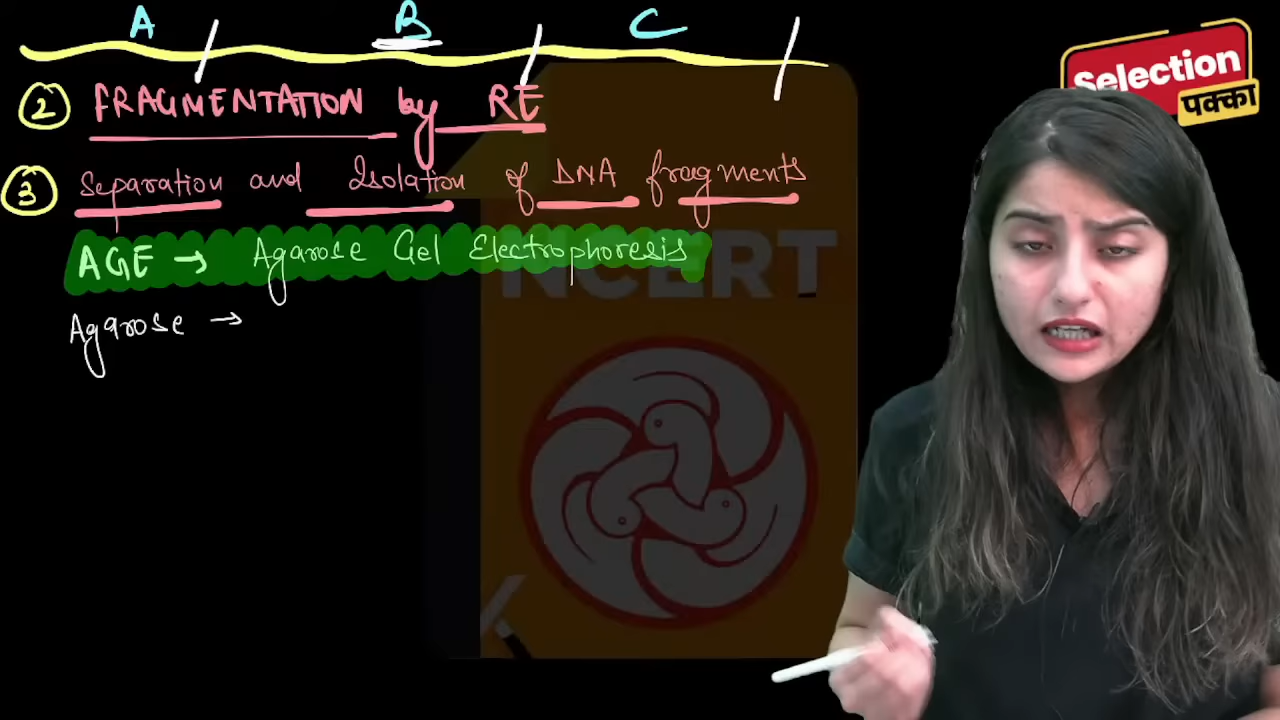 A B C
Selection
पक्का
2 FRAGMENTATION by RE
3 Separation and Isolation of DNA fragments
AGE → Agarose Gel Electrophoresis
NCERT
Agarose →